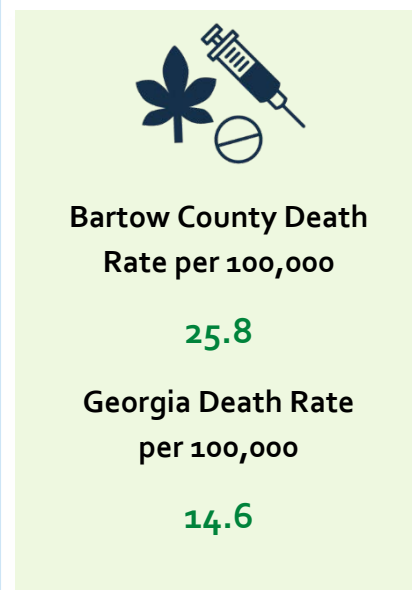 Bartow County Death
Rate per 100,000
25.8
Georgia Death Rate
per 100,000
14.6